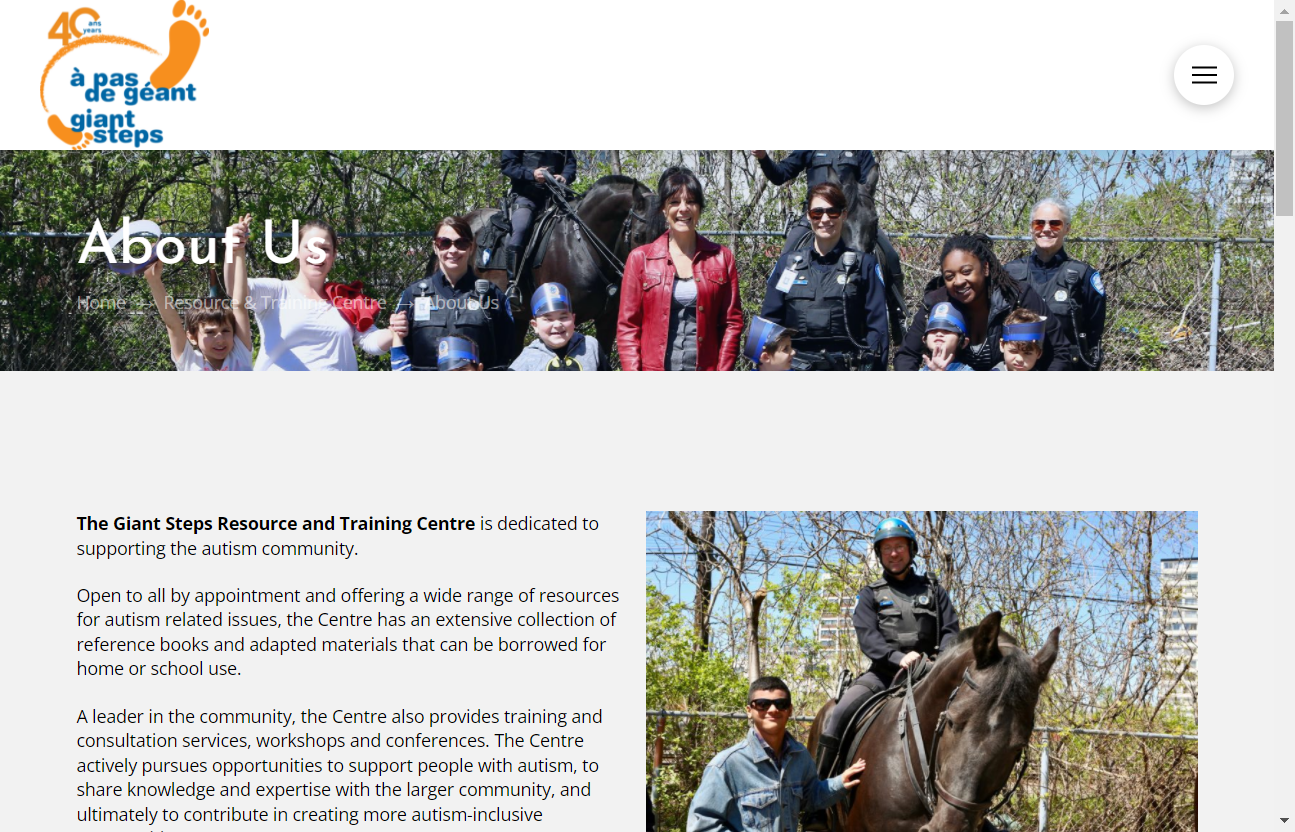 40 ans
years
à pas
de géant
giant
steps
About Us
Home → Resource & Training Centre → About Us
The Giant Steps Resource and Training Centre is dedicated to
supporting the autism community.
Open to all by appointment and offering a wide range of resources
for autism related issues, the Centre has an extensive collection of
reference books and adapted materials that can be borrowed for
home or school use.
A leader in the community, the Centre also provides training and
consultation services, workshops and conferences. The Centre
actively pursues opportunities to support people with autism, to
share knowledge and expertise with the larger community, and
ultimately to contribute in creating more autism-inclusive